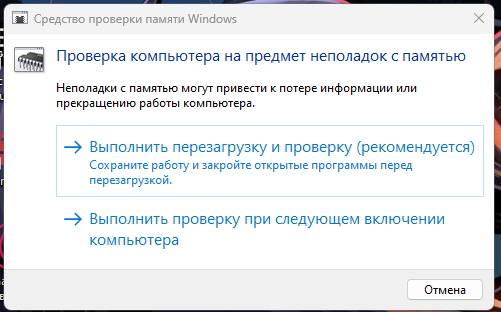 Средство проверки памяти Windows
Проверка компьютера на предмет неполадок с памятью
Неполадки с памятью могут привести к потере информации или
прекращению работы компьютера.
Выполнить перезагрузку и проверку (рекомендуется)
Сохраните работу и закройте открытые программы перед
перезагрузкой.
Выполнить проверку при следующем включении
компьютера
Отмена